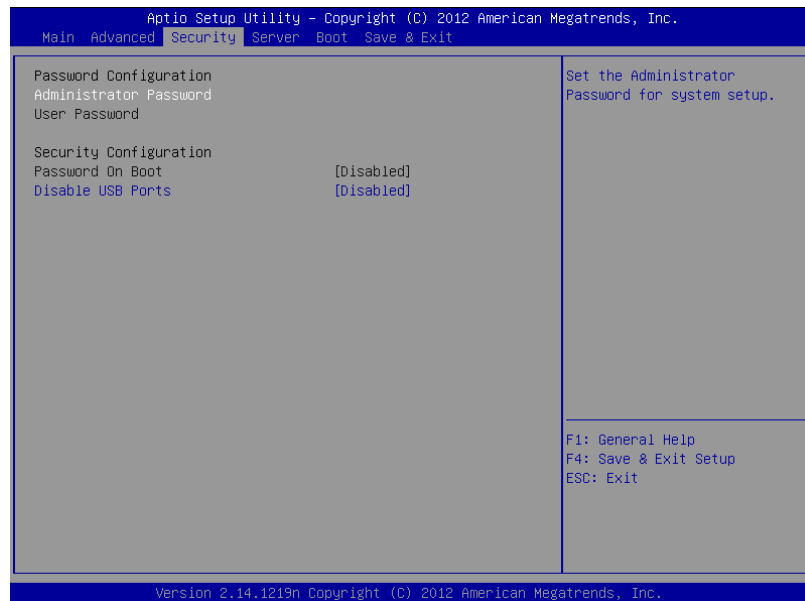 Aptio Setup Utility – Copyright (C) 2012 American Megatrends, Inc.
Main Advanced Security Server Boot Save & Exit
Password Configuration
Administrator Password
User Password
Security Configuration
Password On Boot [Disabled]
Disable USB Ports [Disabled]
Set the Administrator
Password for system setup.
F1: General Help
F4: Save & Exit Setup
ESC: Exit
Version 2.14.1219n Copyright (C) 2012 American Megatrends, Inc.